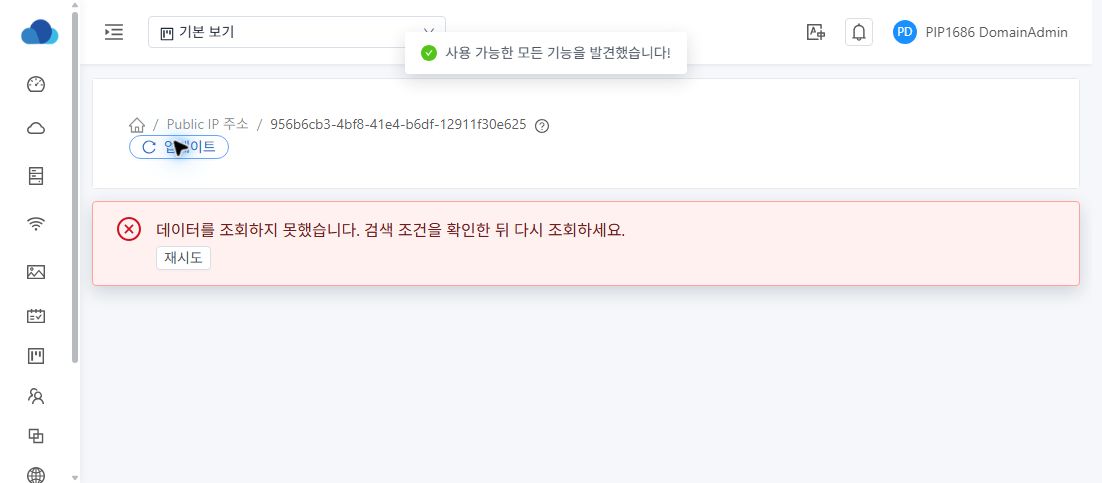 기본 보기
사용 가능한 모든 기능을 발견했습니다!
PD PIP1686 DomainAdmin
/ Public IP 주소 / 956b6cb3-4bf8-41e4-b6df-12911f30e625
데이터를 조회하지 못했습니다. 검색 조건을 확인한 뒤 다시 조회하세요.
재시도